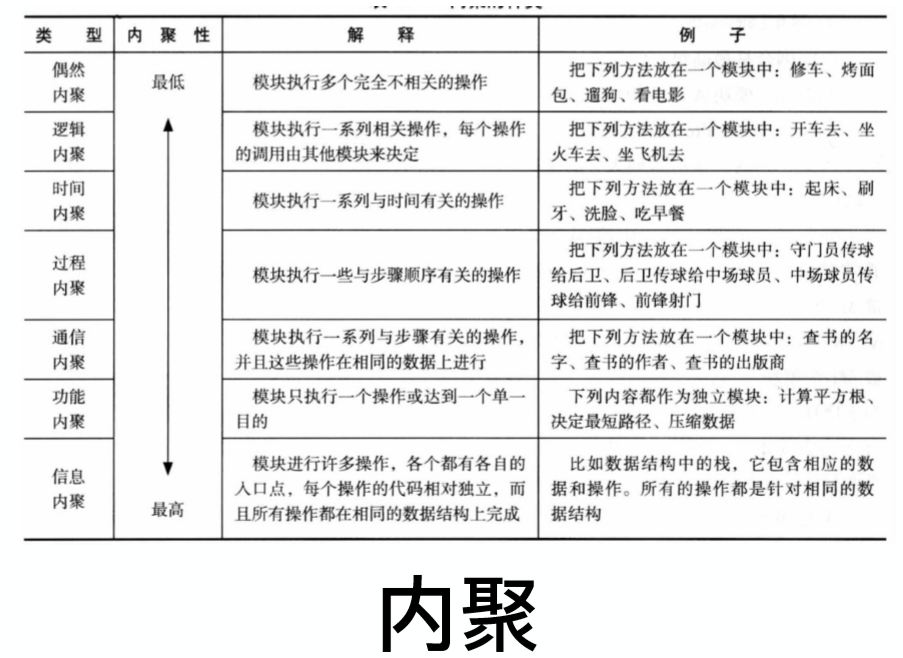 类 型 内 聚 性 解 释 例 子
偶然
内聚
最低
模块执行多个完全不相关的操作
把下列方法放在一个模块中：修车、烤面
包、遛狗、看电影
逻辑
内聚
模块执行一系列相关操作，每个操作
的调用由其他模块来决定
把下列方法放在一个模块中：开车去、坐
火车去、坐飞机去
时间
内聚
模块执行一系列与时间有关的操作
把下列方法放在一个模块中：起床、刷
牙、洗脸、吃早餐
过程
内聚
模块执行一些与步骤顺序有关的操作
把下列方法放在一个模块中：守门员传球
给后卫、后卫传球给中场球员、中场球员传
球给前锋、前锋射门
通信
内聚
模块执行一系列与步骤有关的操作，
并且这些操作在相同的数据上进行
把下列方法放在一个模块中：查书的名
字、查书的作者、查书的出版商
功能
内聚
模块只执行一个操作或达到一个单一
目的
下列内容都作为独立模块：计算平方根、
决定最短路径、压缩数据
信息
内聚
最高
模块进行许多操作，各个都有各自的
入口点，每个操作的代码相对独立，而
且所有操作都在相同的数据结构上完成
比如数据结构中的栈，它包含相应的数
据和操作。所有的操作都是针对相同的数
据结构
内聚